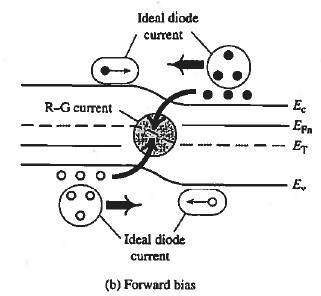 Ideal diode
current
R–G current
E_c
E_Fn
E_T
E_v
Ideal diode
current
(b) Forward bias